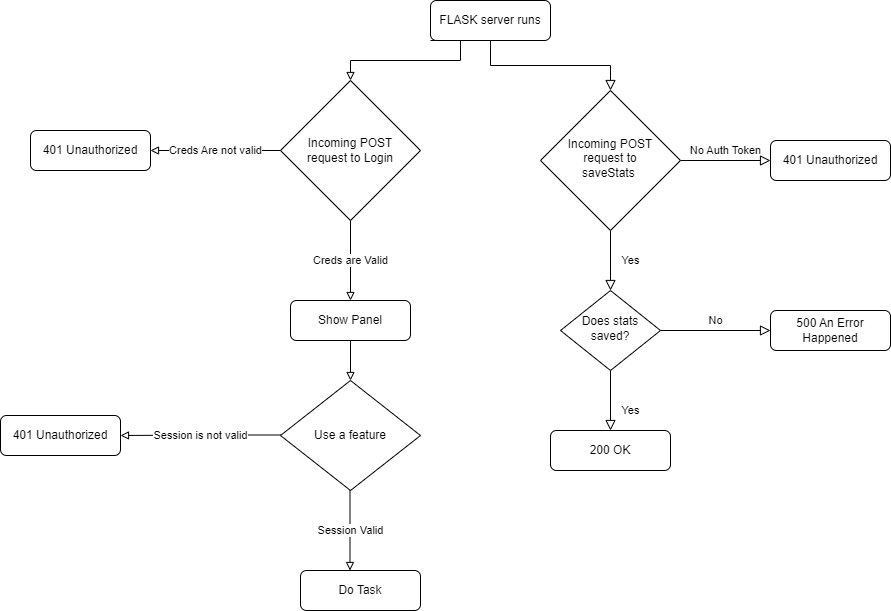 FLASK server runs
Incoming POST
request to Login
Creds Are not valid
401 Unauthorized
Creds are Valid
Show Panel
Use a feature
Session is not valid
401 Unauthorized
Session Valid
Do Task
Incoming POST
request to
saveStats
No Auth Token
401 Unauthorized
Yes
Does stats
saved?
No
500 An Error
Happened
Yes
200 OK